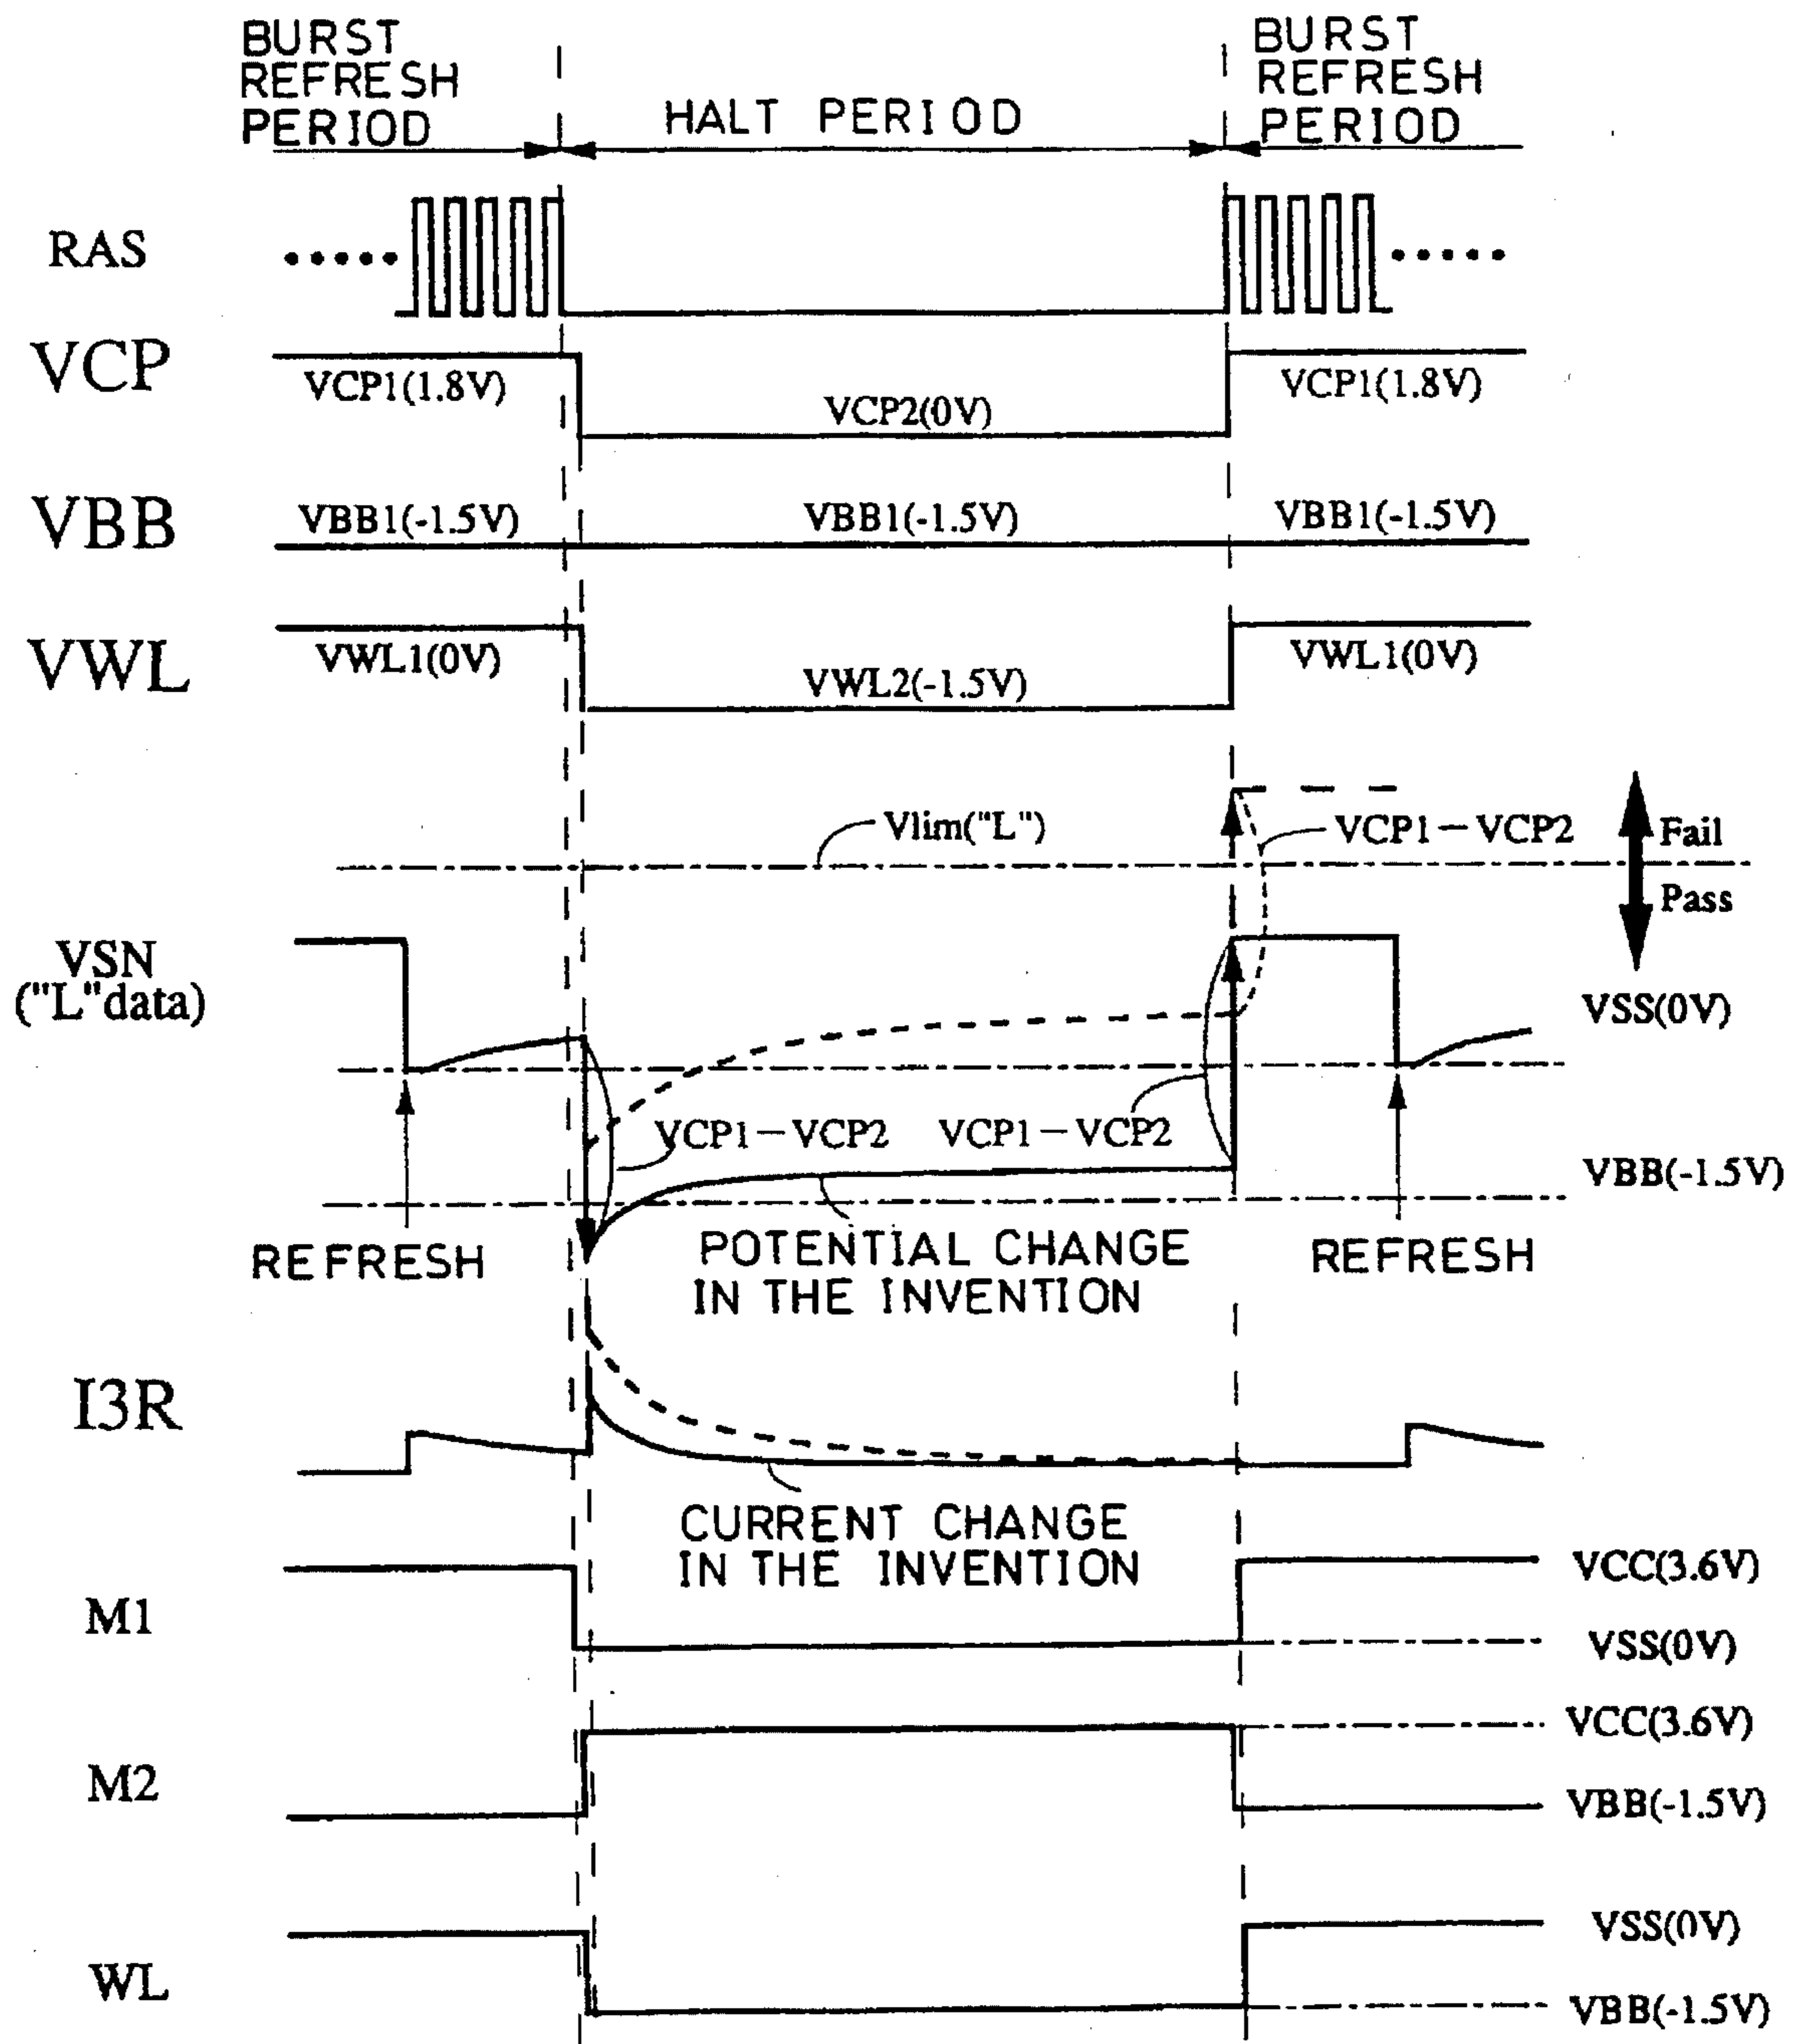 BURST
REFRESH
PERIOD
HALT PERIOD
BURST
REFRESH
PERIOD
RAS
VCP
VCP1(1.8V)
VCP2(0V)
VCP1(1.8V)
VBB
VBB1(-1.5V)
VBB1(-1.5V)
VBB1(-1.5V)
VWL
VWL1(0V)
VWL2(-1.5V)
VWL1(0V)
Vlim("L")
VCP1－VCP2
Fail
Pass
VSN
("L"data)
VSS(0V)
VCP1－VCP2
VCP1－VCP2
VBB(-1.5V)
REFRESH
POTENTIAL CHANGE
IN THE INVENTION
REFRESH
I3R
CURRENT CHANGE
IN THE INVENTION
M1
VCC(3.6V)
VSS(0V)
M2
VCC(3.6V)
VBB(-1.5V)
WL
VSS(0V)
VBB(-1.5V)